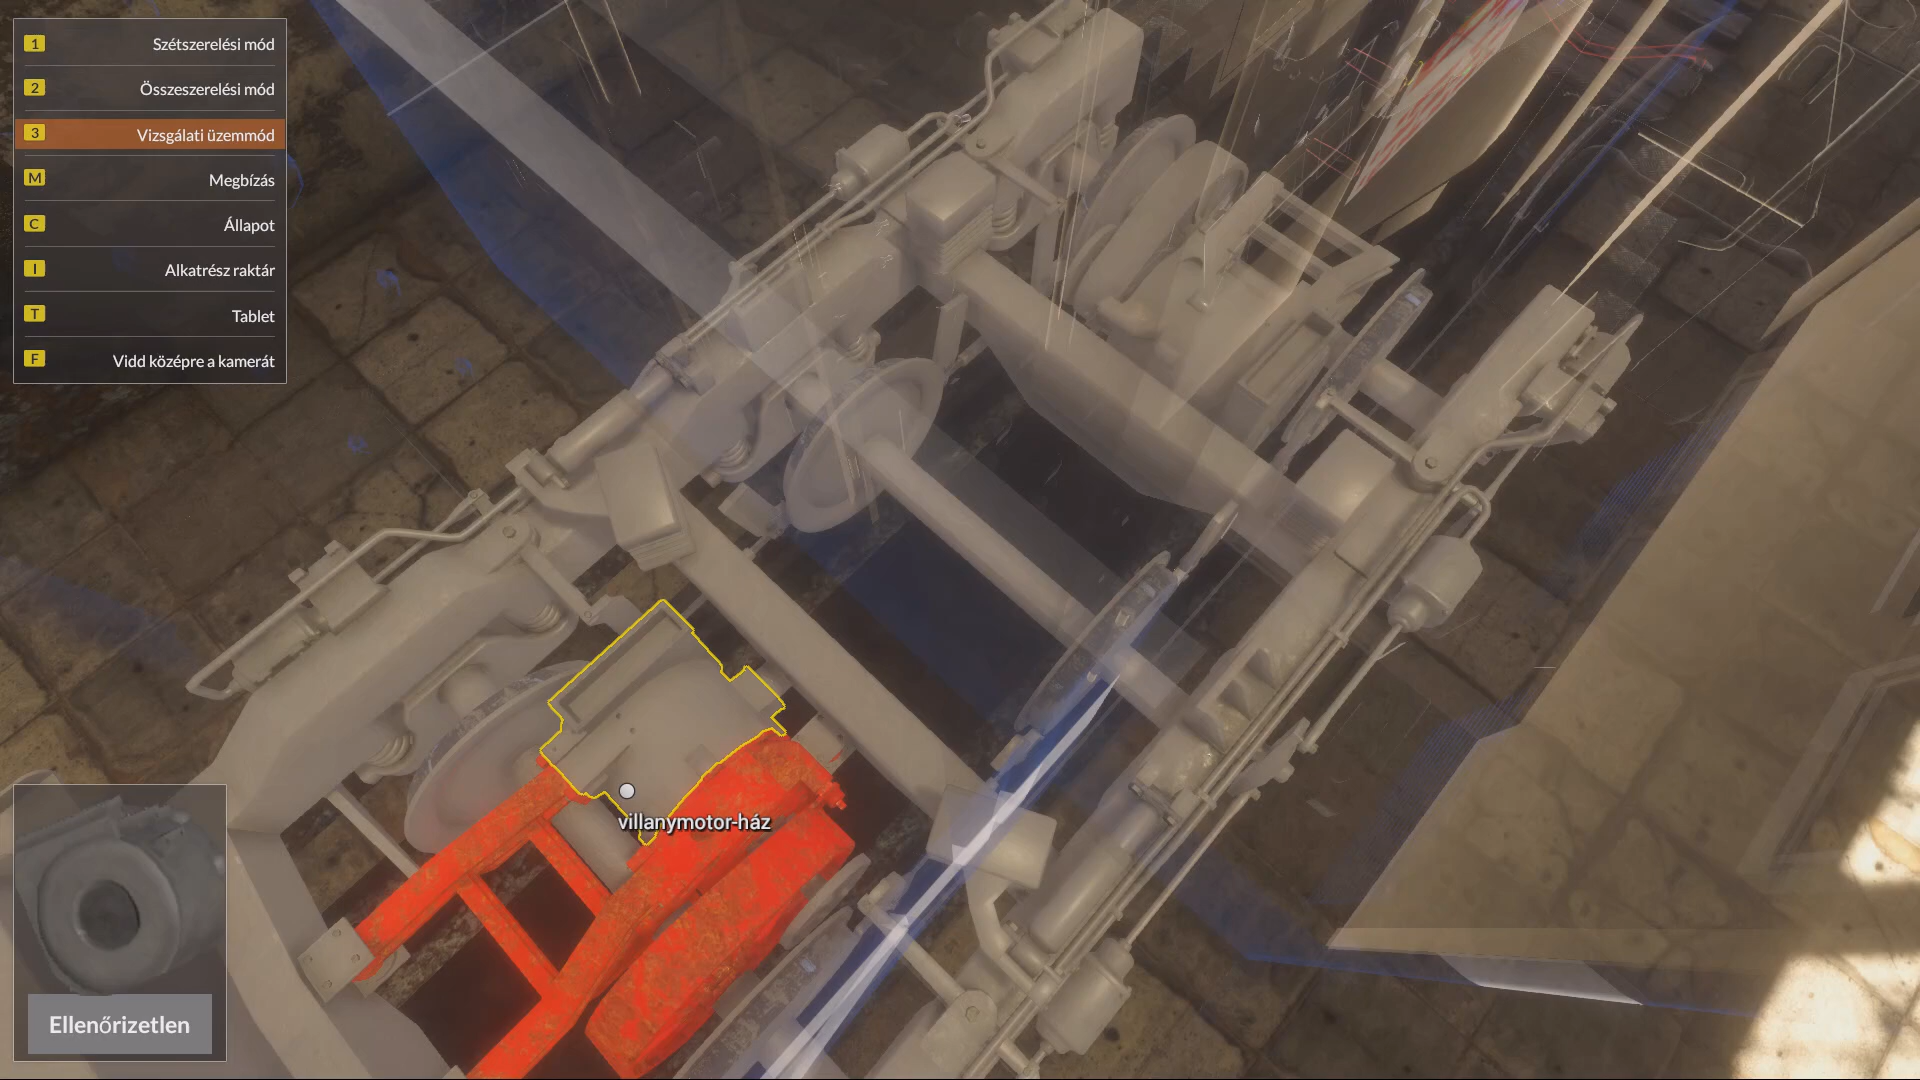 1 Szétszerelési mód
2 Összeszerelési mód
3 Vizsgálati üzemmód
M Megbízás
C Állapot
I Alkatrész raktár
T Tablet
F Vidd középre a kamerát
villanymotor-ház
Ellenőrizetlen